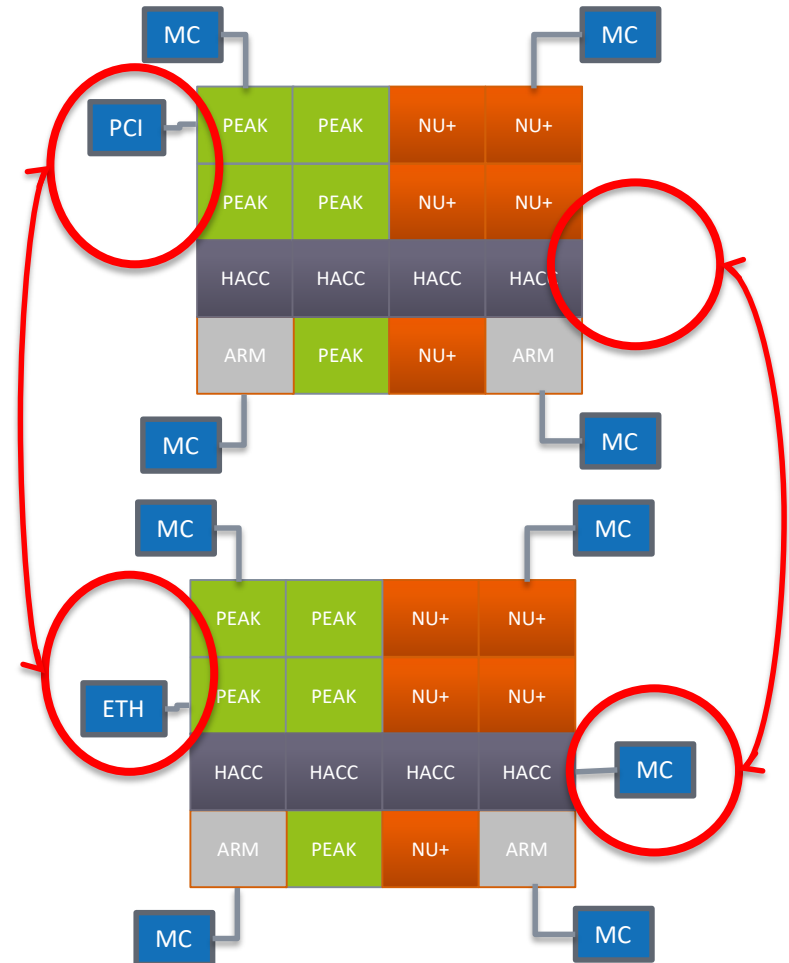 MC MC
PCI
PEAK PEAK NU+ NU+
PEAK PEAK NU+ NU+
HACC HACC HACC HACC
ARM PEAK NU+ ARM
MC MC
MC MC
PEAK PEAK NU+ NU+
PEAK PEAK NU+ NU+
ETH
HACC HACC HACC HACC MC
ARM PEAK NU+ ARM
MC MC